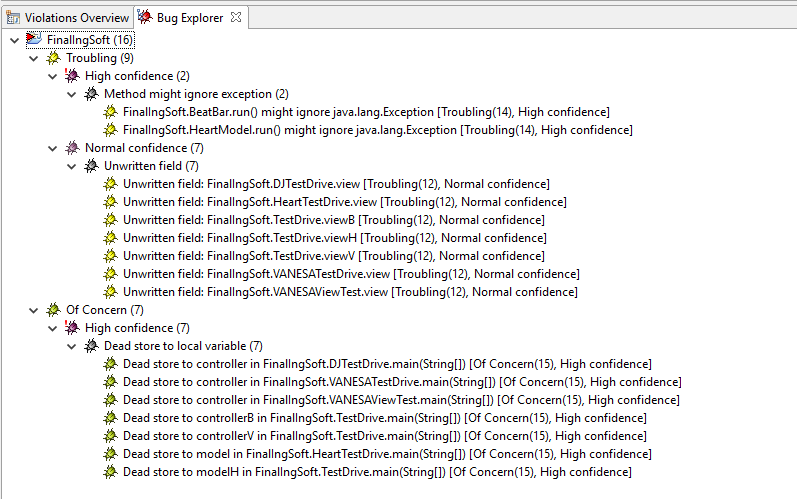 Violations Overview Bug Explorer
FinalIngSoft (16)
Troubling (9)
High confidence (2)
Method might ignore exception (2)
FinalIngSoft.BeatBar.run() might ignore java.lang.Exception [Troubling(14), High confidence]
FinalIngSoft.HeartModel.run() might ignore java.lang.Exception [Troubling(14), High confidence]
Normal confidence (7)
Unwritten field (7)
Unwritten field: FinalIngSoft.DJTestDrive.view [Troubling(12), Normal confidence]
Unwritten field: FinalIngSoft.HeartTestDrive.view [Troubling(12), Normal confidence]
Unwritten field: FinalIngSoft.TestDrive.viewB [Troubling(12), Normal confidence]
Unwritten field: FinalIngSoft.TestDrive.viewH [Troubling(12), Normal confidence]
Unwritten field: FinalIngSoft.TestDrive.viewV [Troubling(12), Normal confidence]
Unwritten field: FinalIngSoft.VANESATestDrive.view [Troubling(12), Normal confidence]
Unwritten field: FinalIngSoft.VANESAViewTest.view [Troubling(12), Normal confidence]
Of Concern (7)
High confidence (7)
Dead store to local variable (7)
Dead store to controller in FinalIngSoft.DJTestDrive.main(String[]) [Of Concern(15), High confidence]
Dead store to controller in FinalIngSoft.VANESATestDrive.main(String[]) [Of Concern(15), High confidence]
Dead store to controller in FinalIngSoft.VANESAViewTest.main(String[]) [Of Concern(15), High confidence]
Dead store to controllerB in FinalIngSoft.TestDrive.main(String[]) [Of Concern(15), High confidence]
Dead store to controllerV in FinalIngSoft.TestDrive.main(String[]) [Of Concern(15), High confidence]
Dead store to model in FinalIngSoft.HeartTestDrive.main(String[]) [Of Concern(15), High confidence]
Dead store to modelH in FinalIngSoft.TestDrive.main(String[]) [Of Concern(15), High confidence]